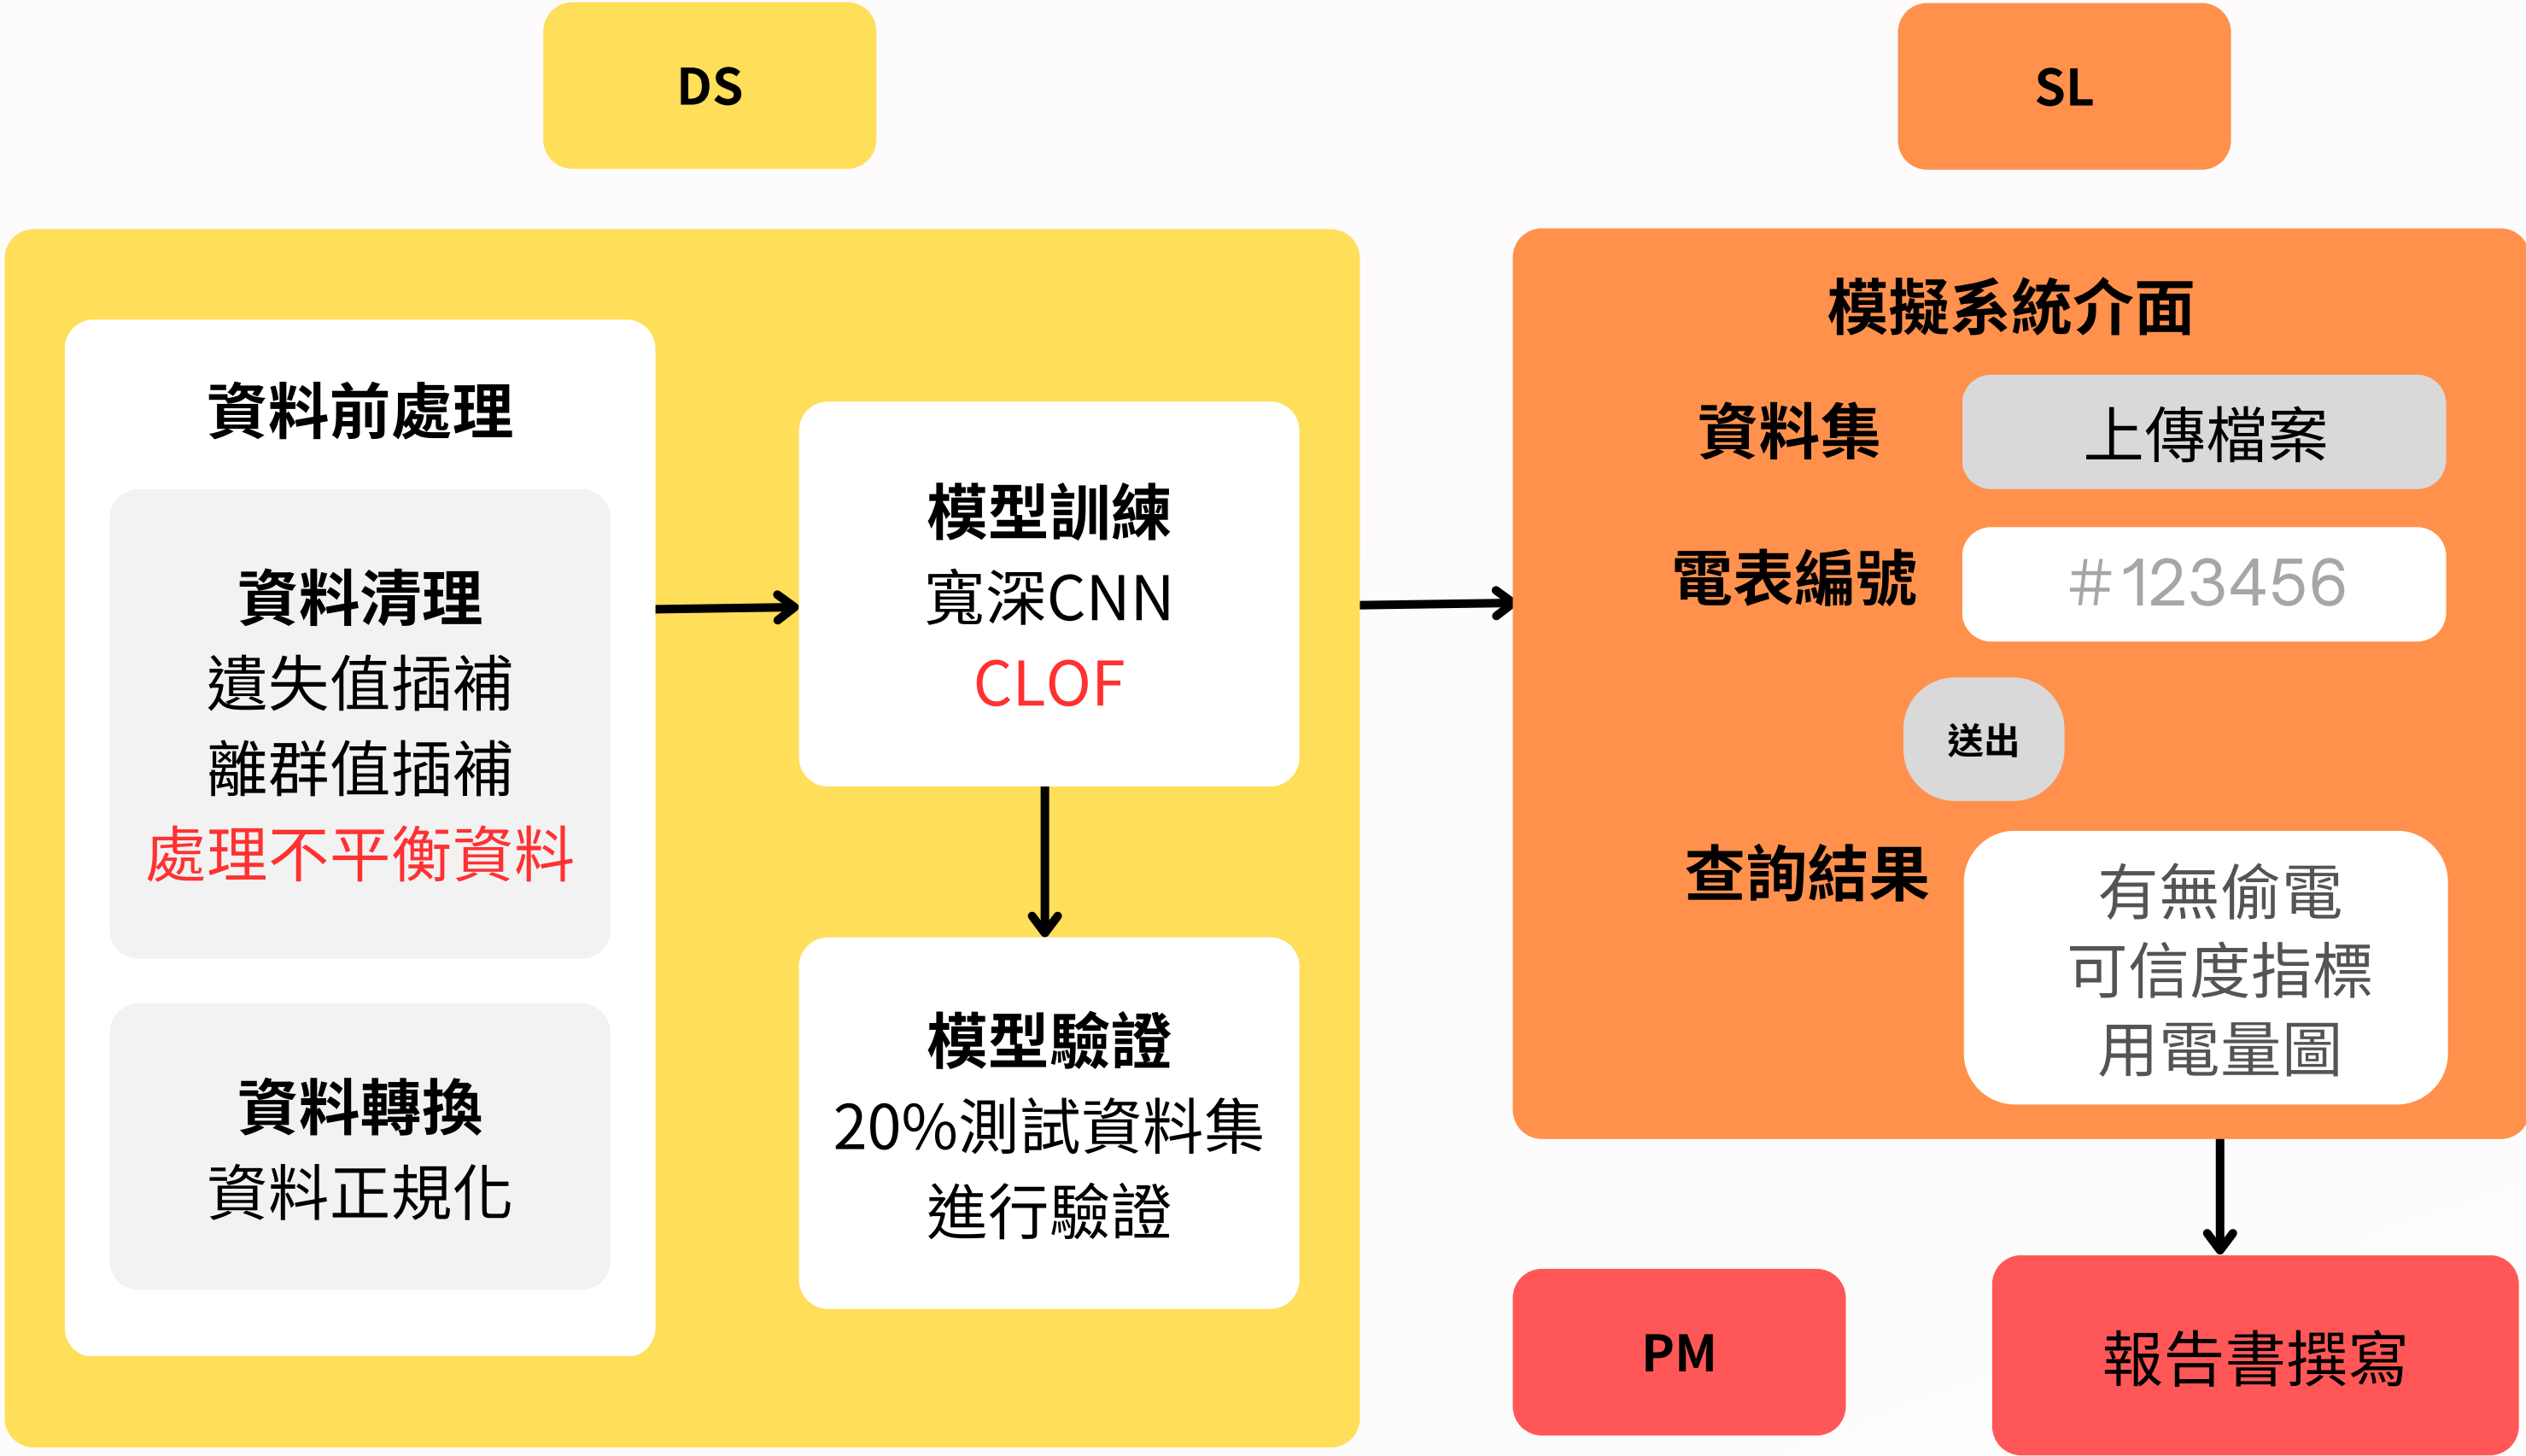 DS
資料前處理
資料清理
遺失值插補
離群值插補
處理不平衡資料
資料轉換
資料正規化
模型訓練
寬深CNN
CLOF
模型驗證
20%測試資料集
進行驗證
SL
模擬系統介面
資料集
上傳檔案
電表編號
#123456
送出
查詢結果
有無偷電
可信度指標
用電量圖
PM
報告書撰寫